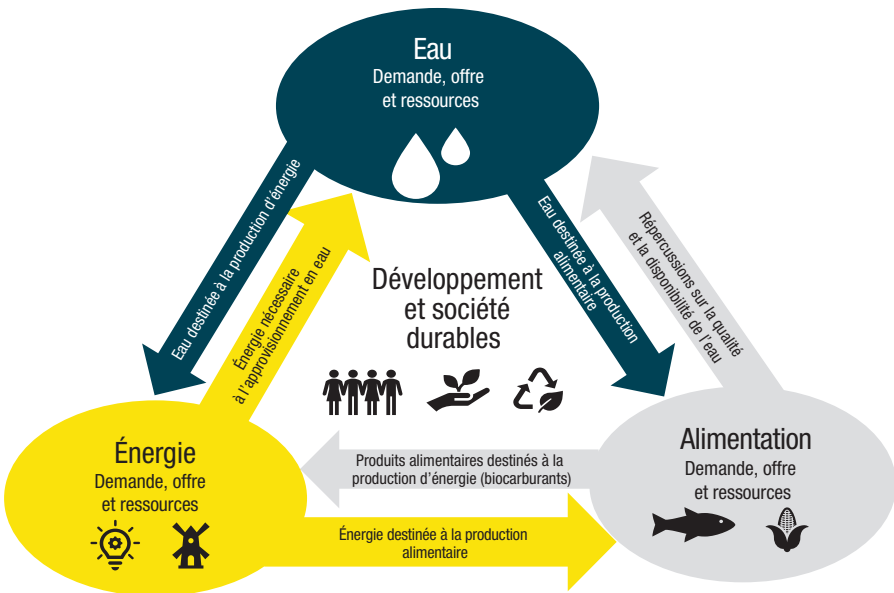 Eau
Demande, offre
et ressources
Eau destinée à la production d'énergie
Énergie nécessaire
à l'approvisionnement en eau
Eau destinée à la production
alimentaire
Répercussions sur la qualité
et la disponibilité de l'eau
Développement
et société
durables
Énergie
Demande, offre
et ressources
Produits alimentaires destinés à la
production d'énergie (biocarburants)
Énergie destinée à la production
alimentaire
Alimentation
Demande, offre
et ressources